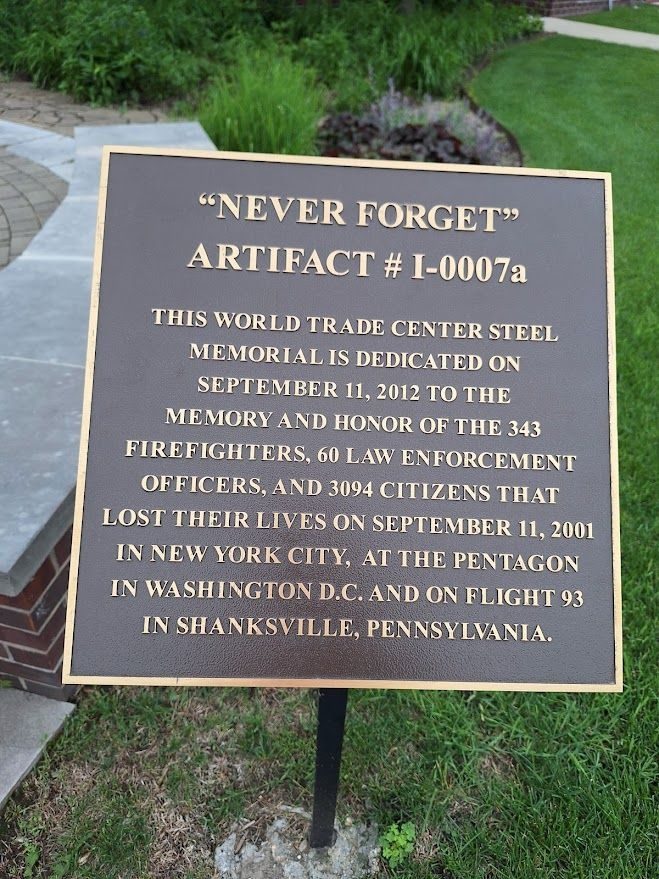 “NEVER FORGET”
ARTIFACT # I-0007a
THIS WORLD TRADE CENTER STEEL
MEMORIAL IS DEDICATED ON
SEPTEMBER 11, 2012 TO THE
MEMORY AND HONOR OF THE 343
FIREFIGHTERS, 60 LAW ENFORCEMENT
OFFICERS, AND 3094 CITIZENS THAT
LOST THEIR LIVES ON SEPTEMBER 11, 2001
IN NEW YORK CITY, AT THE PENTAGON
IN WASHINGTON D.C. AND ON FLIGHT 93
IN SHANKSVILLE, PENNSYLVANIA.